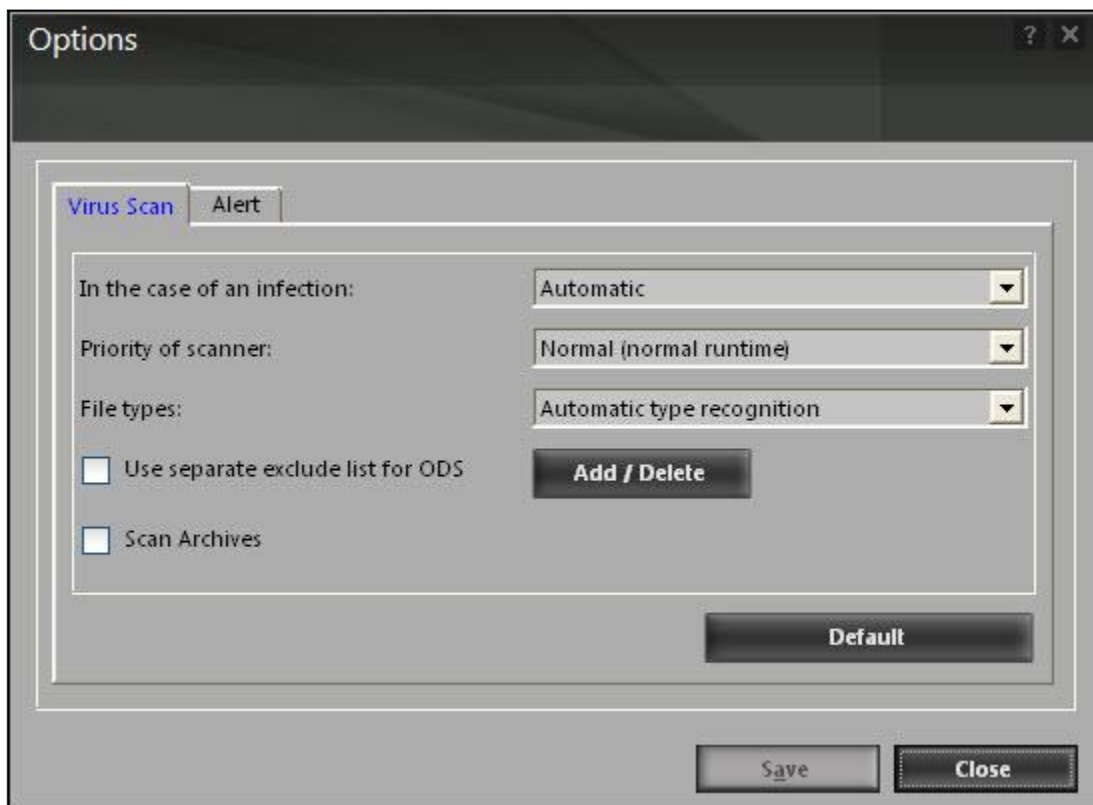 Options
? ×
Virus Scan Alert
In the case of an infection: Automatic
Priority of scanner: Normal (normal runtime)
File types: Automatic type recognition
Use separate exclude list for ODS Add / Delete
Scan Archives
Default
Save Close